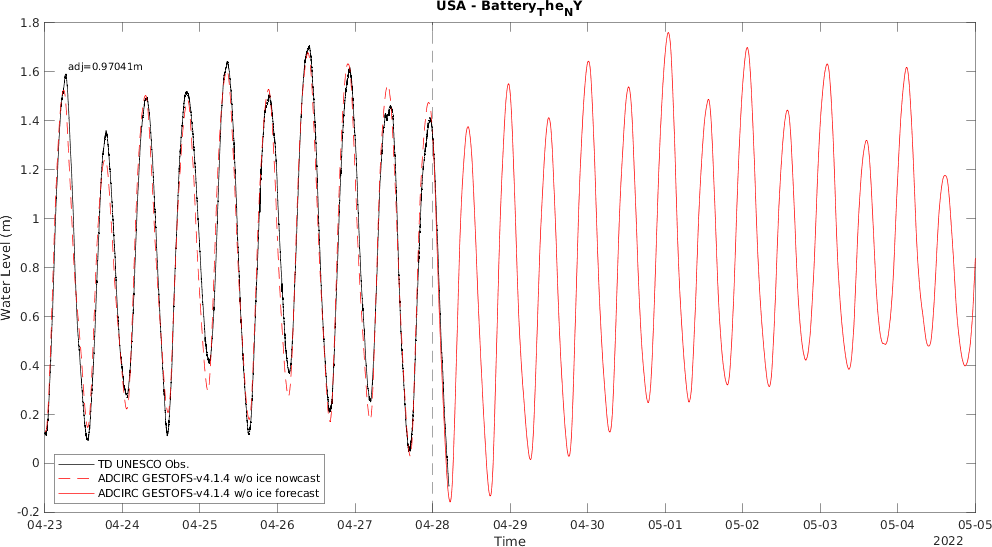 USA - Battery_The_NY
1.8
1.6
1.4
1.2
1
0.8
0.6
0.4
0.2
0
-0.2
Water Level (m)
adj=0.97041m
TD UNESCO Obs.
ADCIRC GESTOFS-v4.1.4 w/o ice nowcast
ADCIRC GESTOFS-v4.1.4 w/o ice forecast
04-23 04-24 04-25 04-26 04-27 04-28 04-29 04-30 05-01 05-02 05-03 05-04 05-05
Time
2022